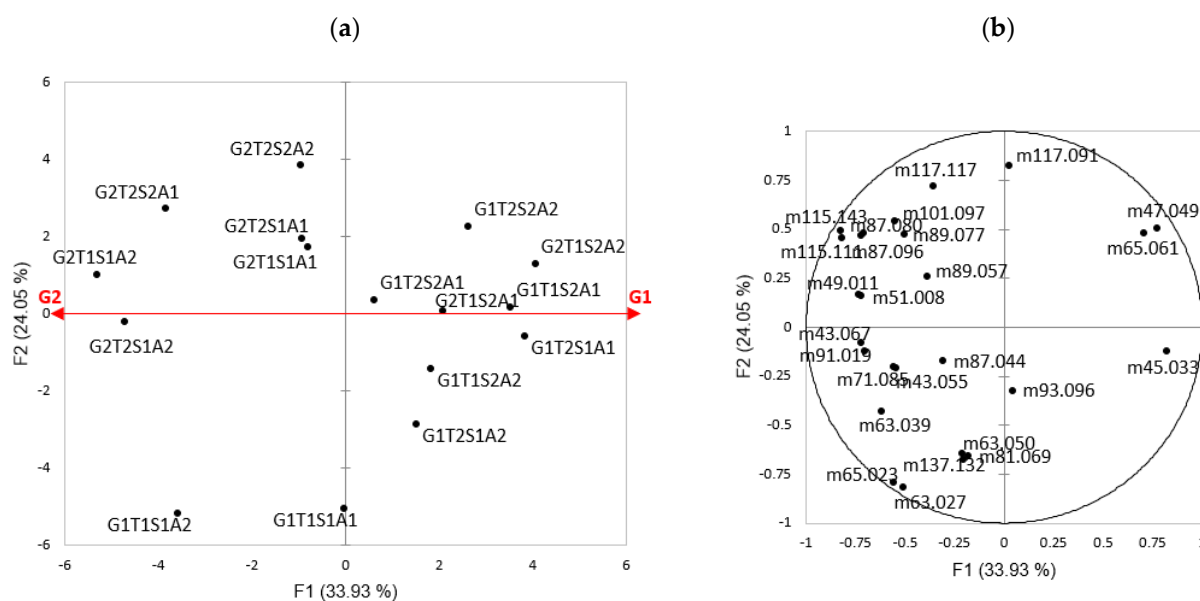 (a)
6
4
2
0
-2
-4
-6
F2 (24.05 %)
G2T2S2A2
G2T2S2A1
G2T2S1A1
G2T1S1A1
G2T1S1A2
G2
G2T2S1A2
G1T2S2A2
G2T1S2A2
G1T2S2A1
G2T1S2A1
G1T1S2A1
G1
G1T2S1A1
G1T1S2A2
G1T2S1A2
G1T1S1A2
G1T1S1A1
-6
-4
-2
0
2
4
6
F1 (33.93 %)
(b)
1
0.75
0.5
0.25
0
-0.25
-0.5
-0.75
-1
F2 (24.05 %)
m117.091
m117.117
m47.049
m101.097
m115.143
m87.080
m89.077
m65.061
m115.111
m87.096
m89.057
m49.011
m51.008
m43.067
m91.019
m87.044
m45.033
m71.085
m43.055
m93.096
m63.039
m63.050
m137.132
m81.069
m65.023
m63.027
-1
-0.75
-0.5
-0.25
0
0.25
0.5
0.75
1
F1 (33.93 %)